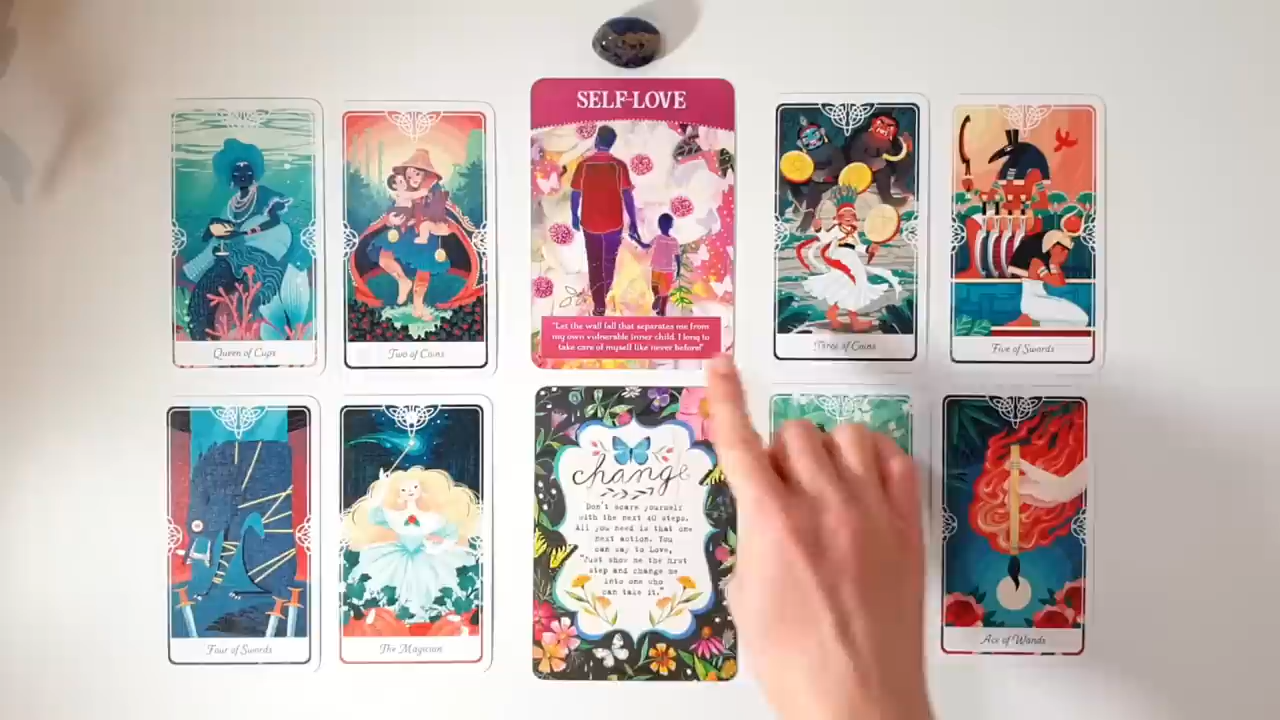 SELF-LOVE
"Let the wall fall that separates me from
my own vulnerable inner child. I long to
take care of myself like never before!"
Queen of Cups
Two of Coins
Three of Coins
Five of Swords
change
Don't scare yourself
with the next 40 steps.
All you need is that one
next action. You
can say to Love,
"Just show me the first
step and change me
into one who
can take it."
Four of Swords
The Magician
Ace of Wands